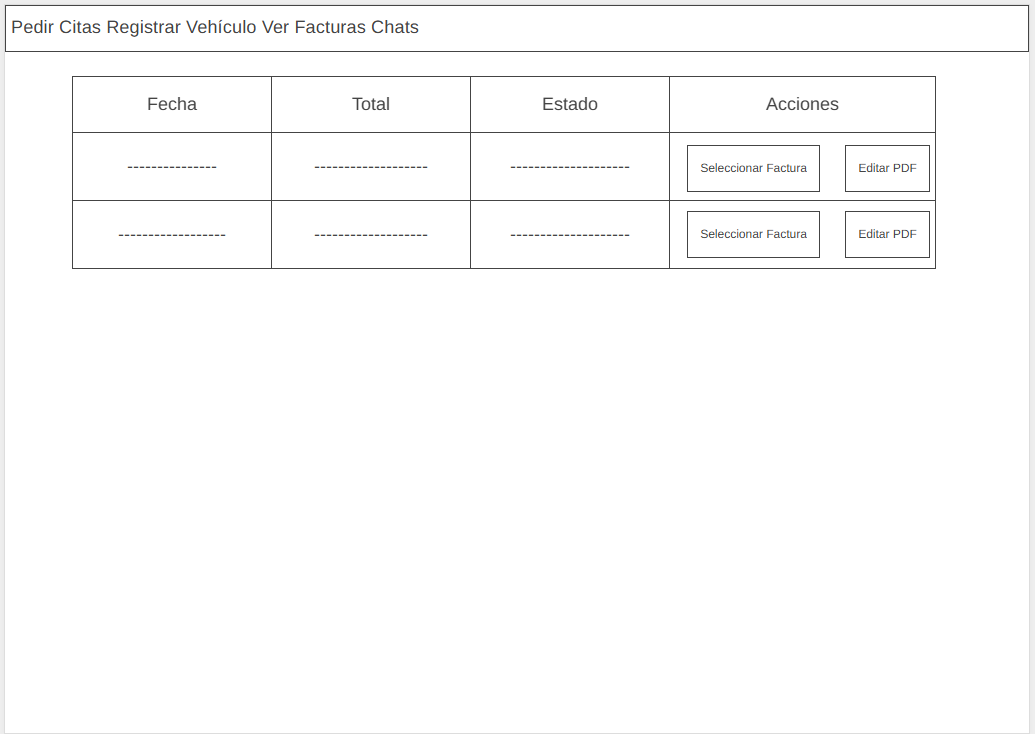 Pedir Citas Registrar Vehículo Ver Facturas Chats
Fecha Total Estado Acciones
--------------- ------------------- -------------------- Seleccionar Factura Editar PDF
------------------ ------------------- -------------------- Seleccionar Factura Editar PDF